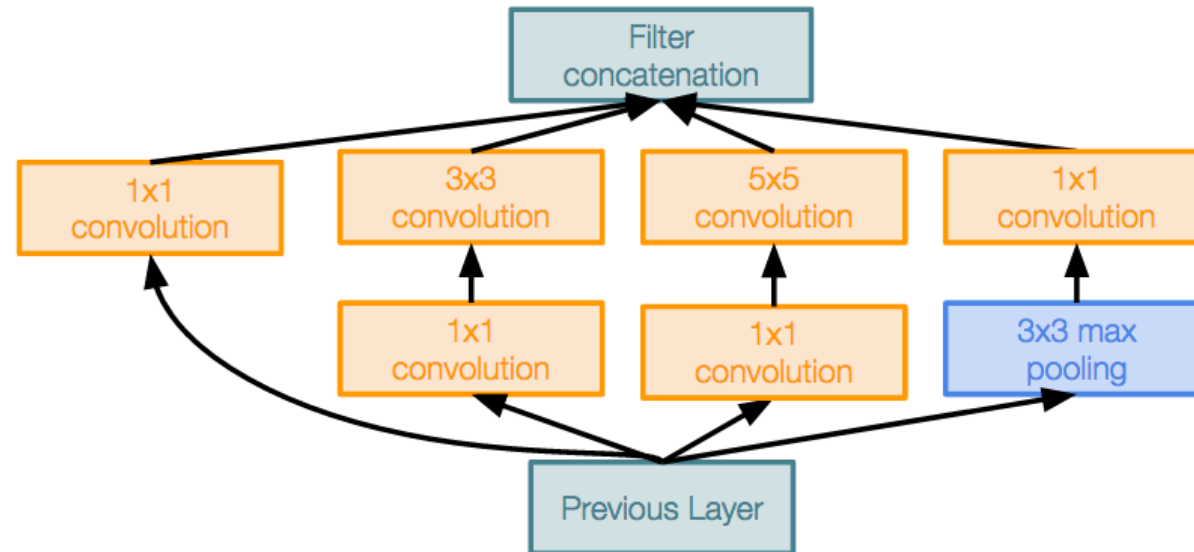 Filter
concatenation
1x1
convolution
3x3
convolution
5x5
convolution
1x1
convolution
1x1
convolution
1x1
convolution
3x3 max
pooling
Previous Layer